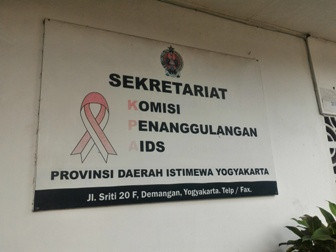 SEKRETARIAT
KOMISI
PENANGGULANGAN
AIDS
PROVINSI DAERAH ISTIMEWA YOGYAKARTA
Jl. Sriti 20 F, Demangan, Yogyakarta. Telp / Fax.